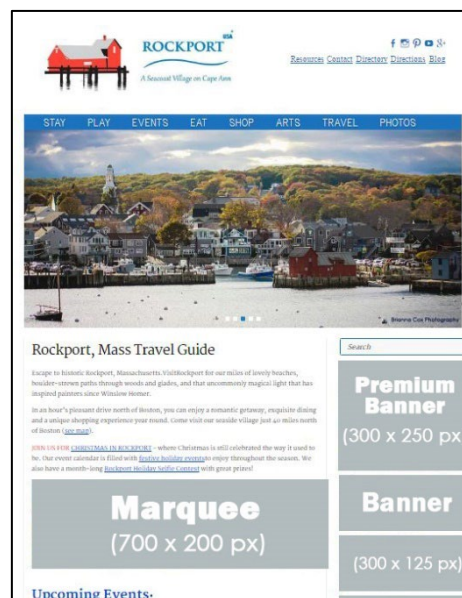 ROCKPORT USA
A Seacoast Village on Cape Ann
Resources Contact Directory Directions Blog
STAY PLAY EVENTS EAT SHOP ARTS TRAVEL PHOTOS
Brianna Cox Photography
Rockport, Mass Travel Guide
Escape to historic Rockport, Massachusetts.VisitRockport for our miles of lovely beaches,
boulder-strewn paths through woods and glades, and that uncommonly magical light that has
inspired painters since Winslow Homer.
In an hour's pleasant drive north of Boston, you can enjoy a romantic getaway, exquisite dining
and a unique shopping experience year round. Come visit our seaside village just 40 miles north
of Boston (see map).
JOIN US FOR CHRISTMAS IN ROCKPORT - where Christmas is still celebrated the way it used to
be. Our event calendar is filled with festive holiday eventsto enjoy throughout the season. We
also have a month-long Rockport Holiday Selfie Contest with great prizes!
Marquee
(700 x 200 px)
Upcoming Events:
Search
Premium
Banner
(300 x 250 px
Banner
(300 x 125 px)